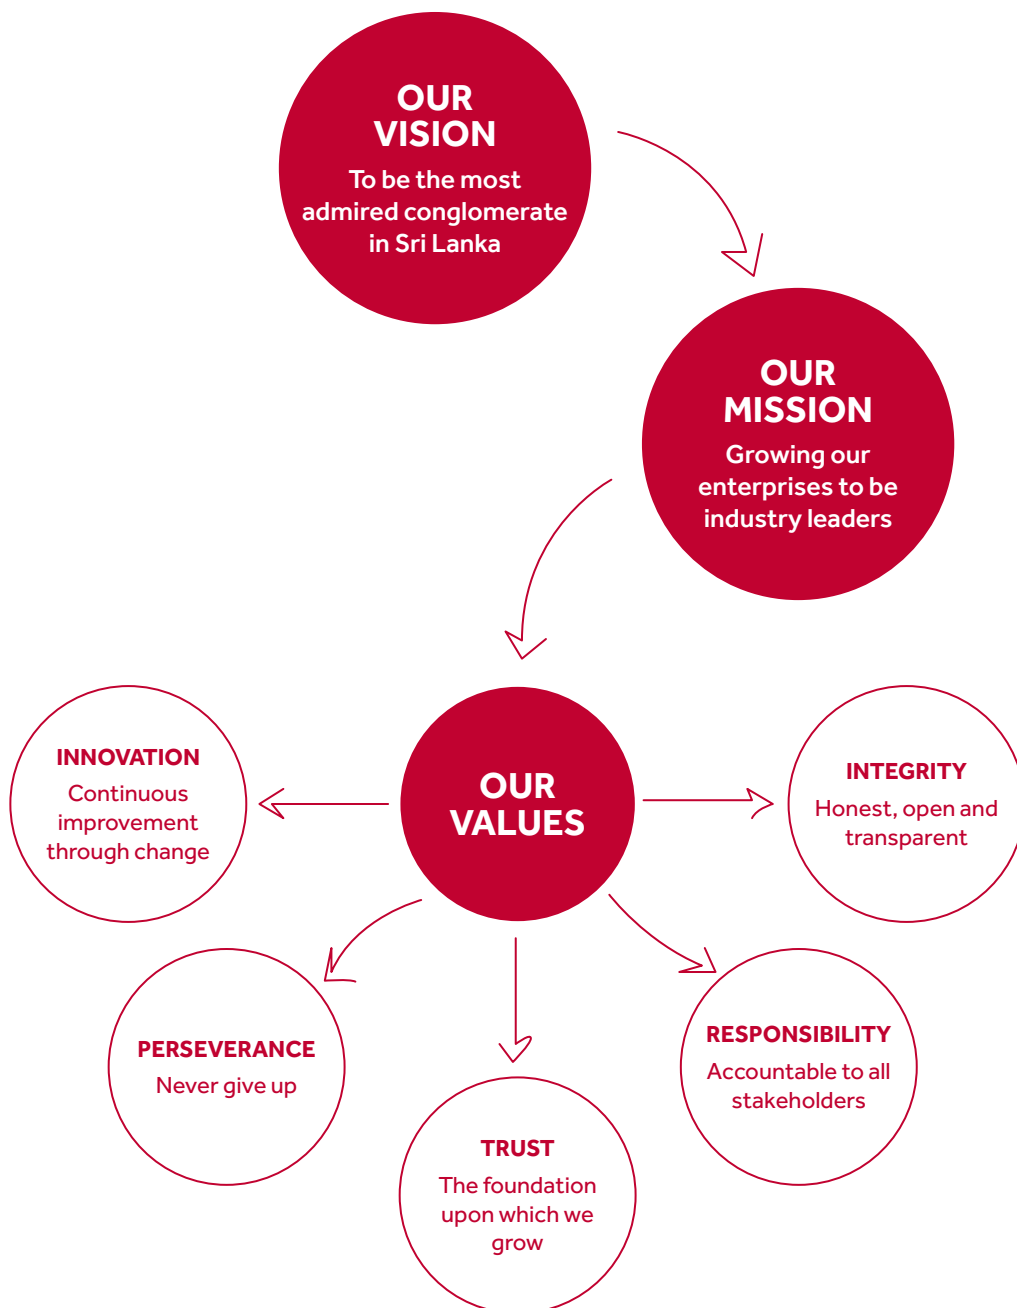 OUR
VISION
To be the most
admired conglomerate
in Sri Lanka
OUR
MISSION
Growing our
enterprises to be
industry leaders
OUR
VALUES
INNOVATION
Continuous
improvement
through change
INTEGRITY
Honest, open and
transparent
PERSEVERANCE
Never give up
RESPONSIBILITY
Accountable to all
stakeholders
TRUST
The foundation
upon which we
grow